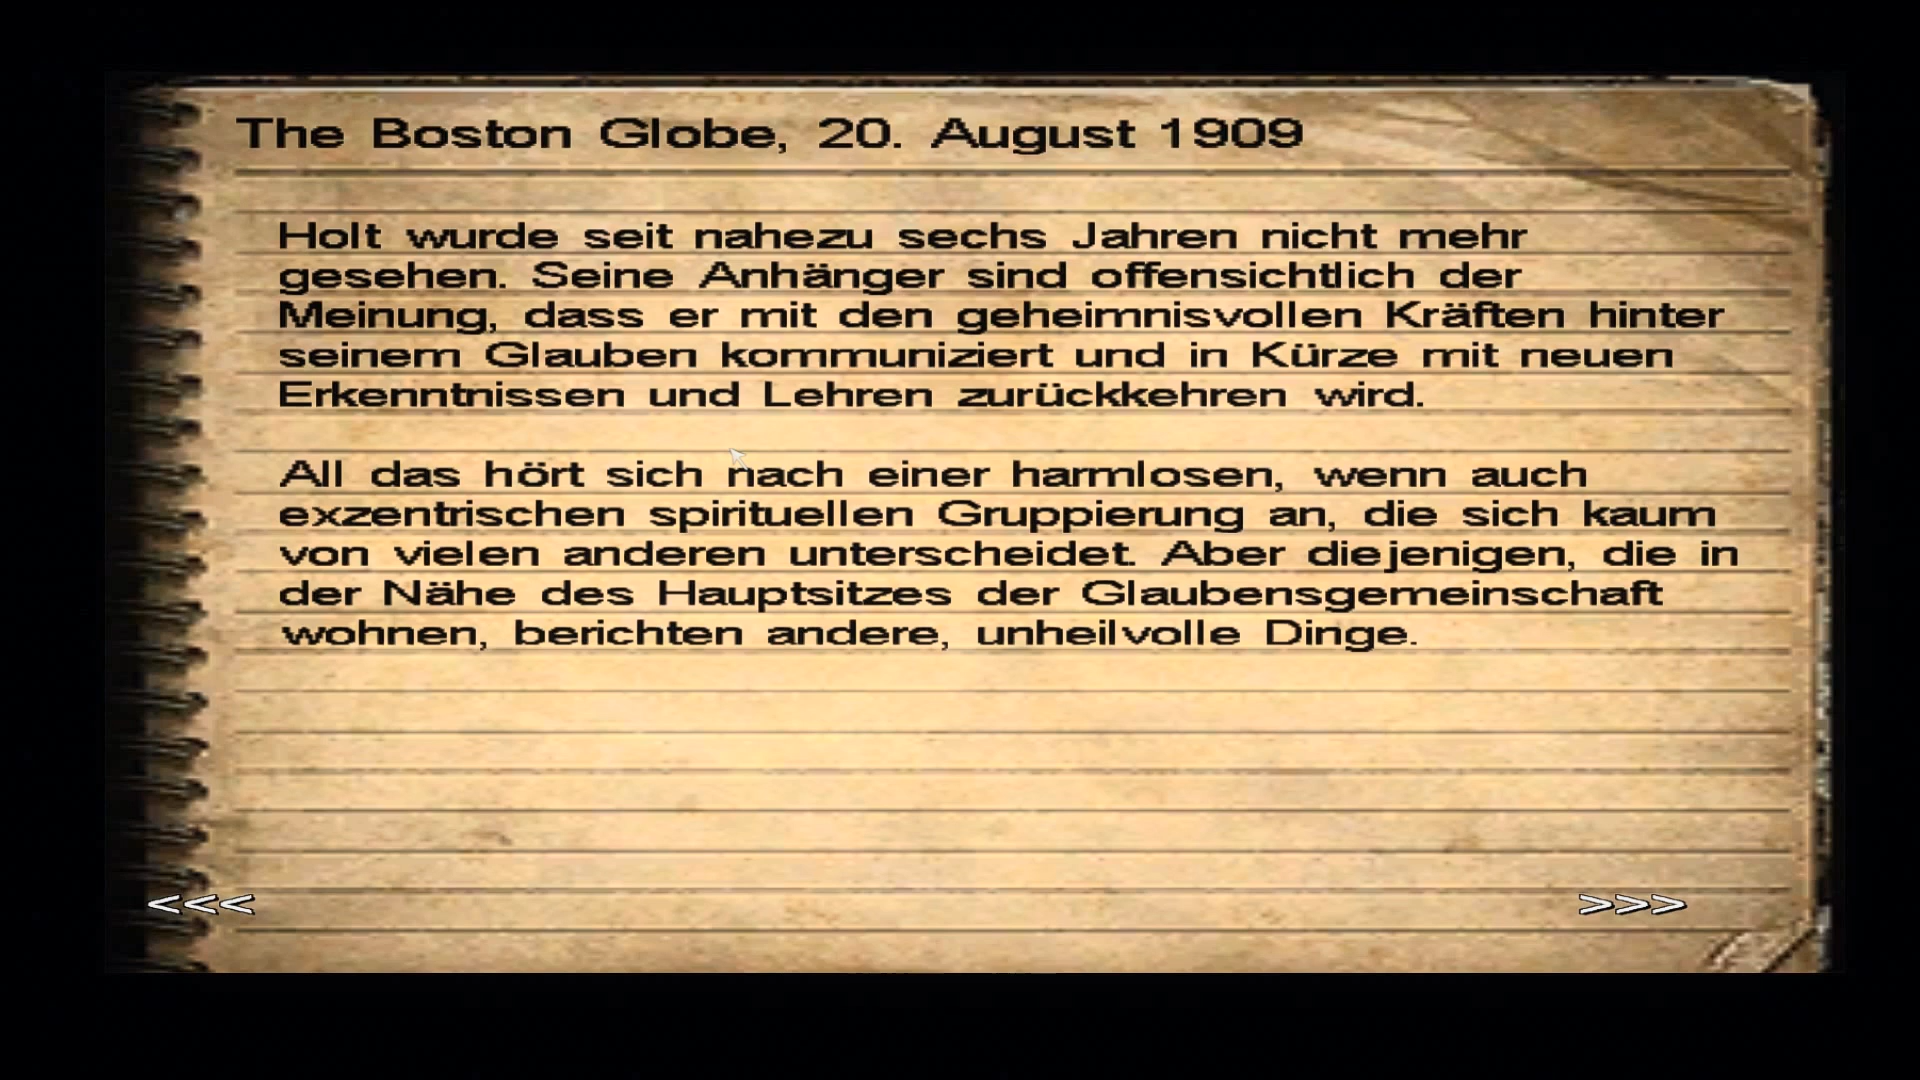 The Boston Globe, 20. August 1909
Holt wurde seit nahezu sechs Jahren nicht mehr
gesehen. Seine Anhänger sind offensichtlich der
Meinung, dass er mit den geheimnisvollen Kräften hinter
seinem Glauben kommuniziert und in Kürze mit neuen
Erkenntnissen und Lehren zurückkehren wird.
All das hört sich nach einer harmlosen, wenn auch
exzentrischen spirituellen Gruppierung an, die sich kaum
von vielen anderen unterscheidet. Aber diejenigen, die in
der Nähe des Hauptsitzes der Glaubensgemeinschaft
wohnen, berichten andere, unheilvolle Dinge.
<<< >>>